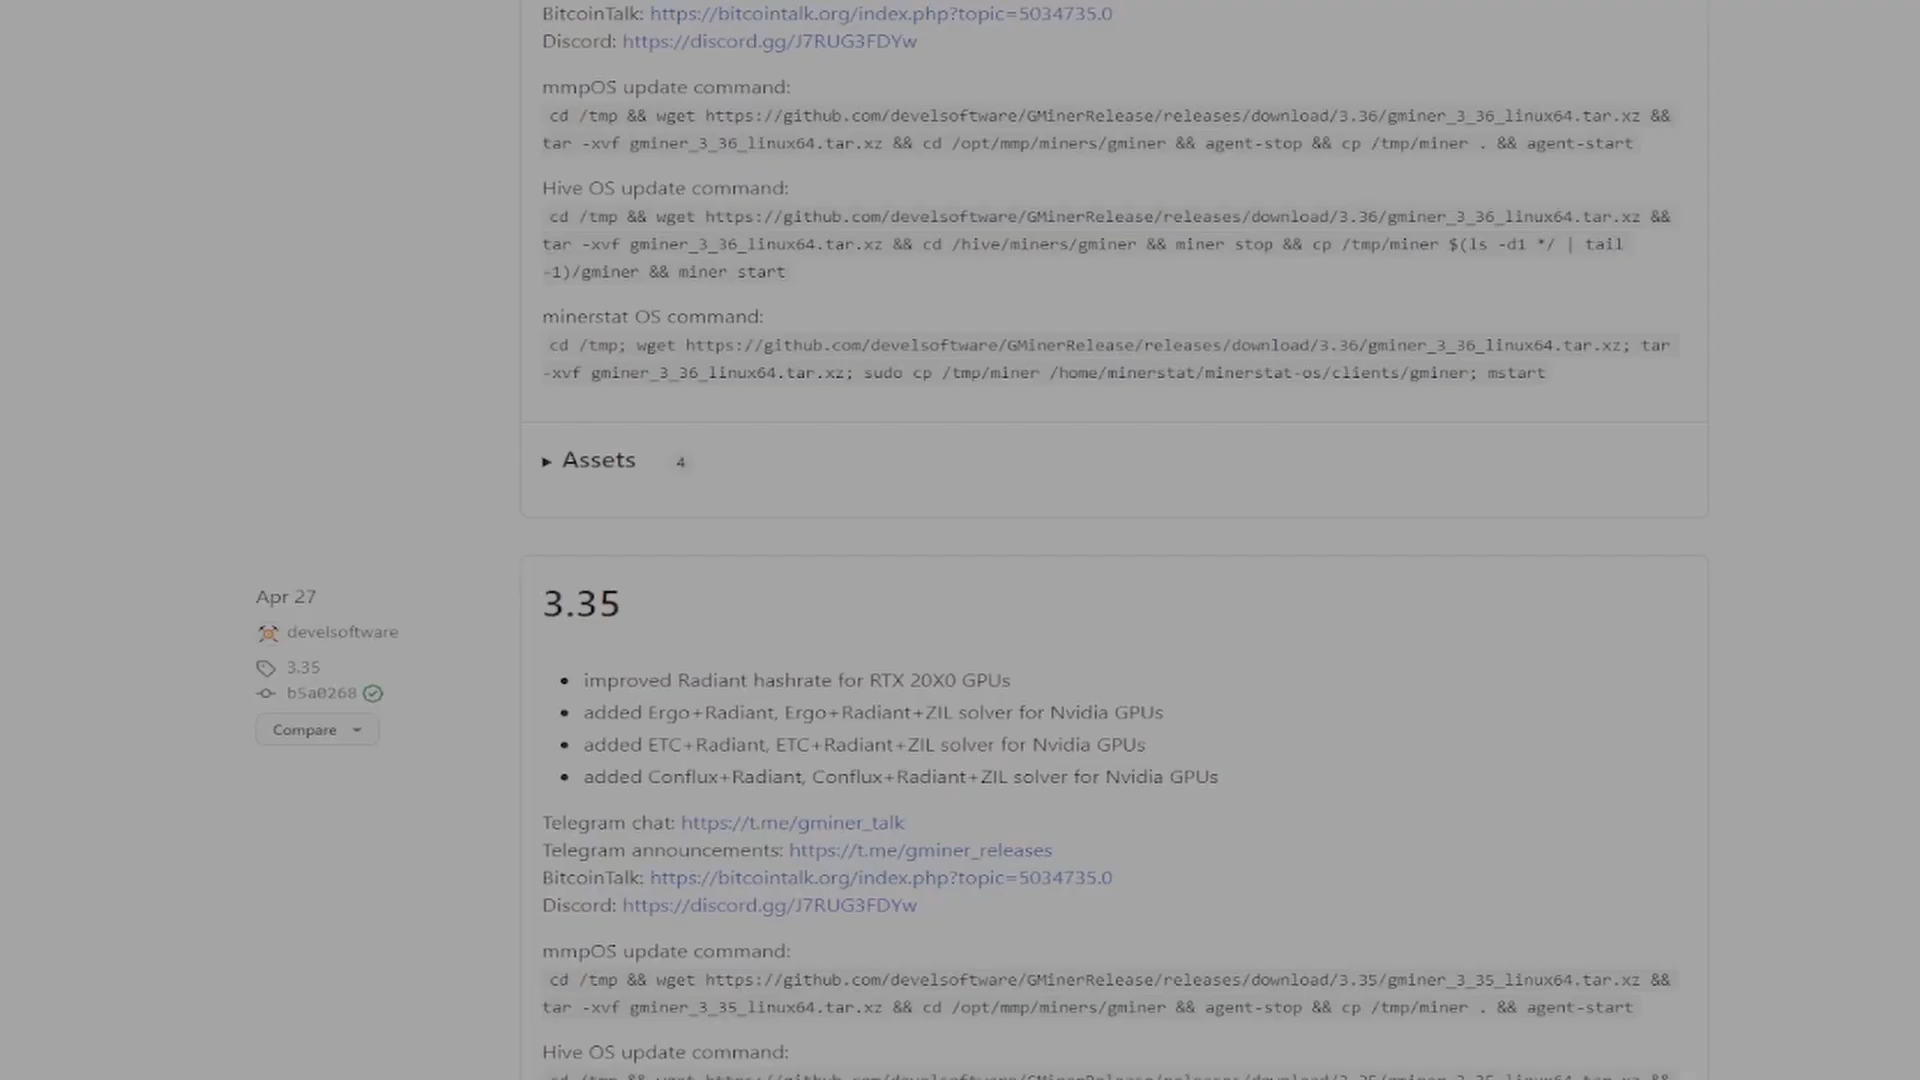 BitcoinTalk: https://bitcointalk.org/index.php?topic=5034735.0
Discord: https://discord.gg/J7RUG3FDYw
mmpOS update command:
cd /tmp && wget https://github.com/develsoftware/GMinerRelease/releases/download/3.36/gminer_3_36_linux64.tar.xz &&
tar -xvf gminer_3_36_linux64.tar.xz && cd /opt/mmp/miners/gminer && agent-stop && cp /tmp/miner . && agent-start
Hive OS update command:
cd /tmp && wget https://github.com/develsoftware/GMinerRelease/releases/download/3.36/gminer_3_36_linux64.tar.xz &&
tar -xvf gminer_3_36_linux64.tar.xz && cd /hive/miners/gminer && miner stop && cp /tmp/miner $(ls -d1 */ | tail
-1)/gminer && miner start
minerstat OS command:
cd /tmp; wget https://github.com/develsoftware/GMinerRelease/releases/download/3.36/gminer_3_36_linux64.tar.xz; tar
-xvf gminer_3_36_linux64.tar.xz; sudo cp /tmp/miner /home/minerstat/minerstat-os/clients/gminer; mstart
Assets 4
Apr 27
develsoftware
3.35
b5a0268
Compare
3.35
• improved Radiant hashrate for RTX 20X0 GPUs
• added Ergo+Radiant, Ergo+Radiant+ZIL solver for Nvidia GPUs
• added ETC+Radiant, ETC+Radiant+ZIL solver for Nvidia GPUs
• added Conflux+Radiant, Conflux+Radiant+ZIL solver for Nvidia GPUs
Telegram chat: https://t.me/gminer_talk
Telegram announcements: https://t.me/gminer_releases
BitcoinTalk: https://bitcointalk.org/index.php?topic=5034735.0
Discord: https://discord.gg/J7RUG3FDYw
mmpOS update command:
cd /tmp && wget https://github.com/develsoftware/GMinerRelease/releases/download/3.35/gminer_3_35_linux64.tar.xz &&
tar -xvf gminer_3_35_linux64.tar.xz && cd /opt/mmp/miners/gminer && agent-stop && cp /tmp/miner . && agent-start
Hive OS update command: